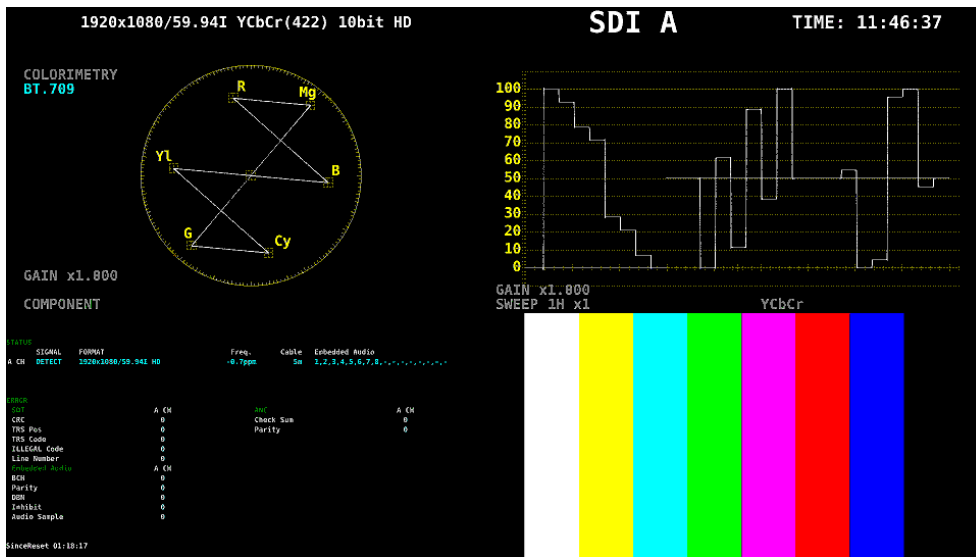 1920x1080/59.94I YCbCr(422) 10bit HD
SDI A
TIME: 11:46:37
COLORIMETRY
BT.709
R
Mg
Yl
B
G
Cy
GAIN x1.000
COMPONENT
100
90
80
70
60
50
40
30
20
10
0
GAIN x1.000
SWEEP 1H x1
YCbCr
STATUS
SIGNAL FORMAT Freq. Cable Embedded Audio
A CH DETECT 1920x1080/59.94I HD -0.7ppm 5m 1,2,3,4,5,6,7,8,-,-,-,-,-,-,-,-
ERROR
SDI A CH ANC A CH
CRC 0 Check Sum 0
TRS Pos 0 Parity 0
TRS Code 0
ILLEGAL Code 0
Line Number 0
Embedded Audio A CH
BCH 0
Parity 0
DBN 0
Inhibit 0
Audio Sample 0
SinceReset 01:18:17